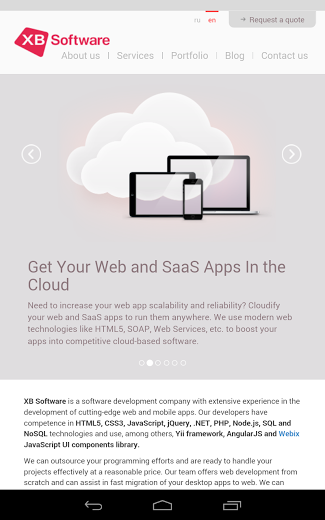 ru en → Request a quote
XB Software
About us | Services | Portfolio | Blog | Contact us
Get Your Web and SaaS Apps In the
Cloud
Need to increase your web app scalability and reliability? Cloudify
your web and SaaS apps to run them anywhere. We use modern web
technologies like HTML5, SOAP, Web Services, etc. to boost your
apps into competitive cloud-based software.
XB Software is a software development company with extensive experience in the
development of cutting-edge web and mobile apps. Our developers have
competence in HTML5, CSS3, JavaScript, jQuery, .NET, PHP, Node.js, SQL and
NoSQL technologies and use, among others, Yii framework, AngularJS and Webix
JavaScript UI components library.
We can outsource your programming efforts and are ready to handle your
projects effectively at a reasonable price. Our team offers web development from
scratch and can assist in fast migration of your desktop apps to web. We can